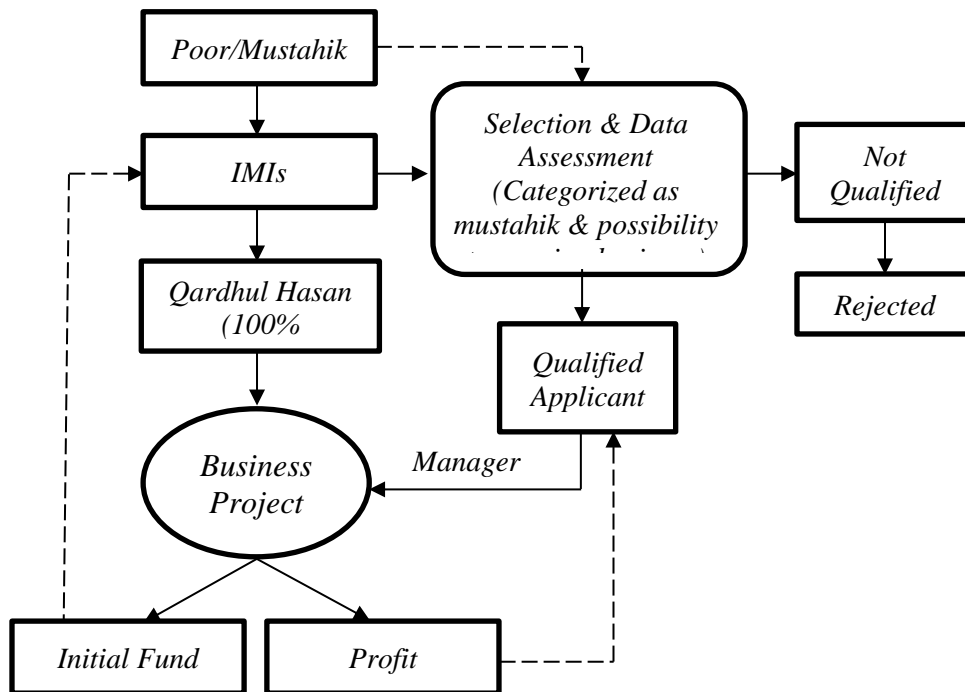 Poor/Mustahik
Selection & Data
Assessment
(Categorized as
mustahik & possibility
Not
Qualified
IMIs
Qardhul Hasan
(100%
Rejected
Qualified
Applicant
Business
Project
Manager
Initial Fund
Profit